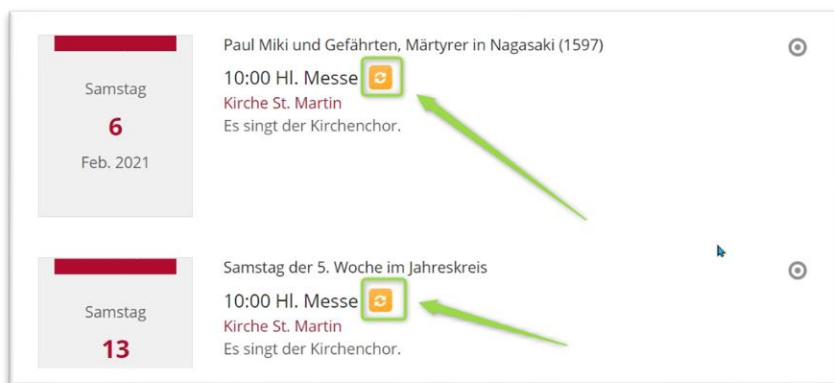 Samstag
6
Feb. 2021
Paul Miki und Gefährten, Märtyrer in Nagasaki (1597)
10:00 Hl. Messe
Kirche St. Martin
Es singt der Kirchenchor.
Samstag
13
Samstag der 5. Woche im Jahreskreis
10:00 Hl. Messe
Kirche St. Martin
Es singt der Kirchenchor.